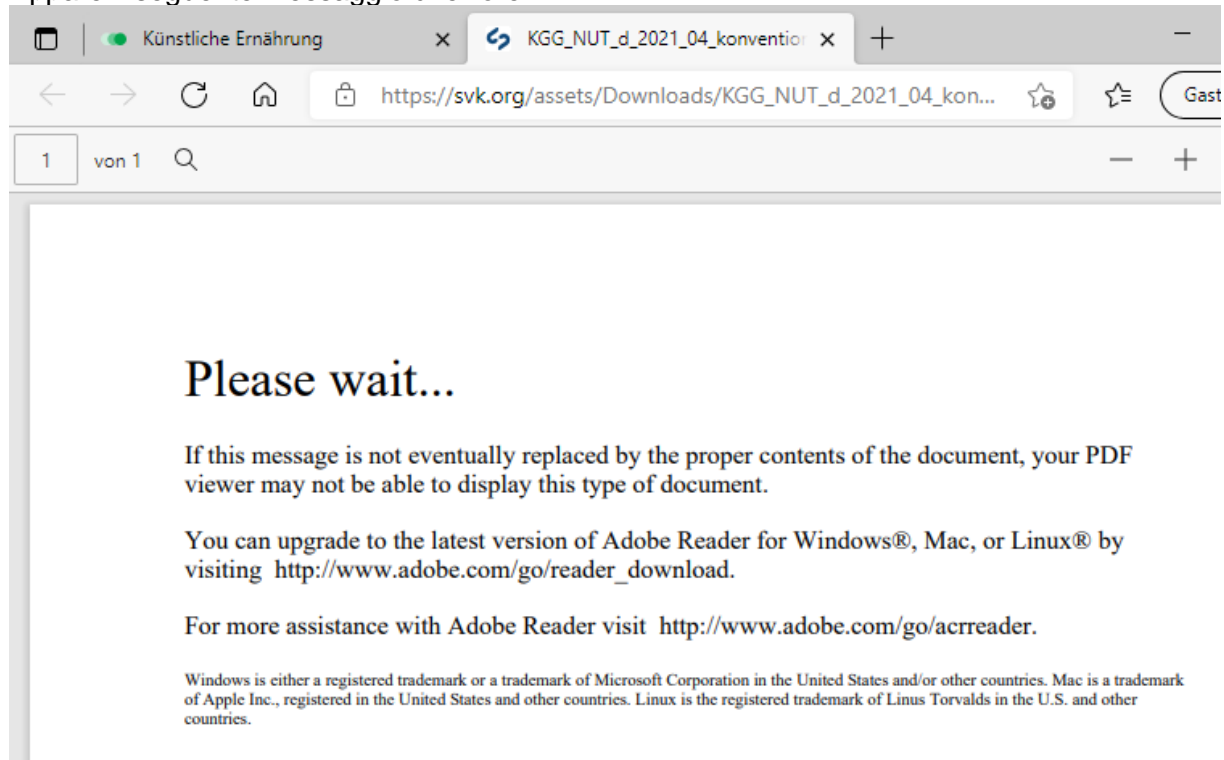 Künstliche Ernährung
KGG_NUT_d_2021_04_konvention
https://svk.org/assets/Downloads/KGG_NUT_d_2021_04_kon...
Gast
1 von 1
Please wait...
If this message is not eventually replaced by the proper contents of the document, your PDF
viewer may not be able to display this type of document.
You can upgrade to the latest version of Adobe Reader for Windows®, Mac, or Linux® by
visiting http://www.adobe.com/go/reader_download.
For more assistance with Adobe Reader visit http://www.adobe.com/go/acrreader.
Windows is either a registered trademark or a trademark of Microsoft Corporation in the United States and/or other countries. Mac is a trademark
of Apple Inc., registered in the United States and other countries. Linux is the registered trademark of Linus Torvalds in the U.S. and other
countries.